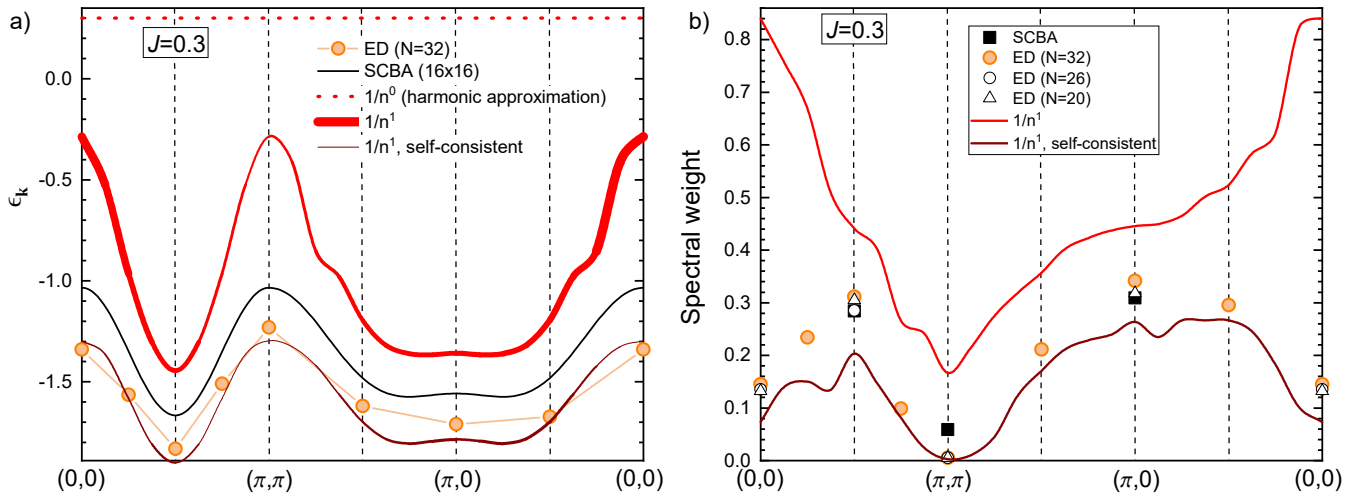 a)
J=0.3
ED (N=32)
SCBA (16x16)
1/n⁰ (harmonic approximation)
1/n¹
1/n¹, self-consistent
ϵₖ
0.0
-0.5
-1.0
-1.5
(0,0)
(π,π)
(π,0)
(0,0)
b)
J=0.3
SCBA
ED (N=32)
ED (N=26)
ED (N=20)
1/n¹
1/n¹, self-consistent
Spectral weight
0.8
0.7
0.6
0.5
0.4
0.3
0.2
0.1
0.0
(0,0)
(π,π)
(π,0)
(0,0)